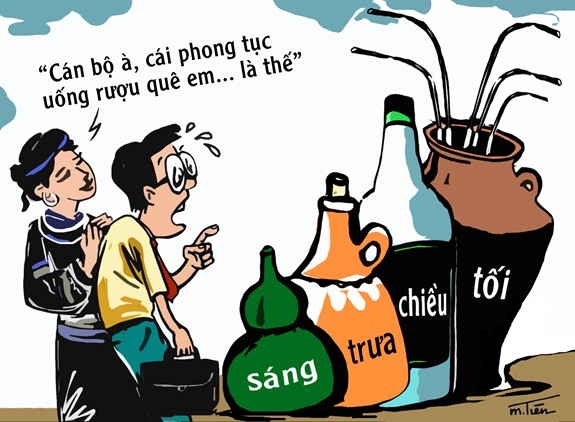 “Cán bộ à, cái phong tục
uống rượu quê em... là thế”
sáng
trưa
chiều
tối
m.Tiến